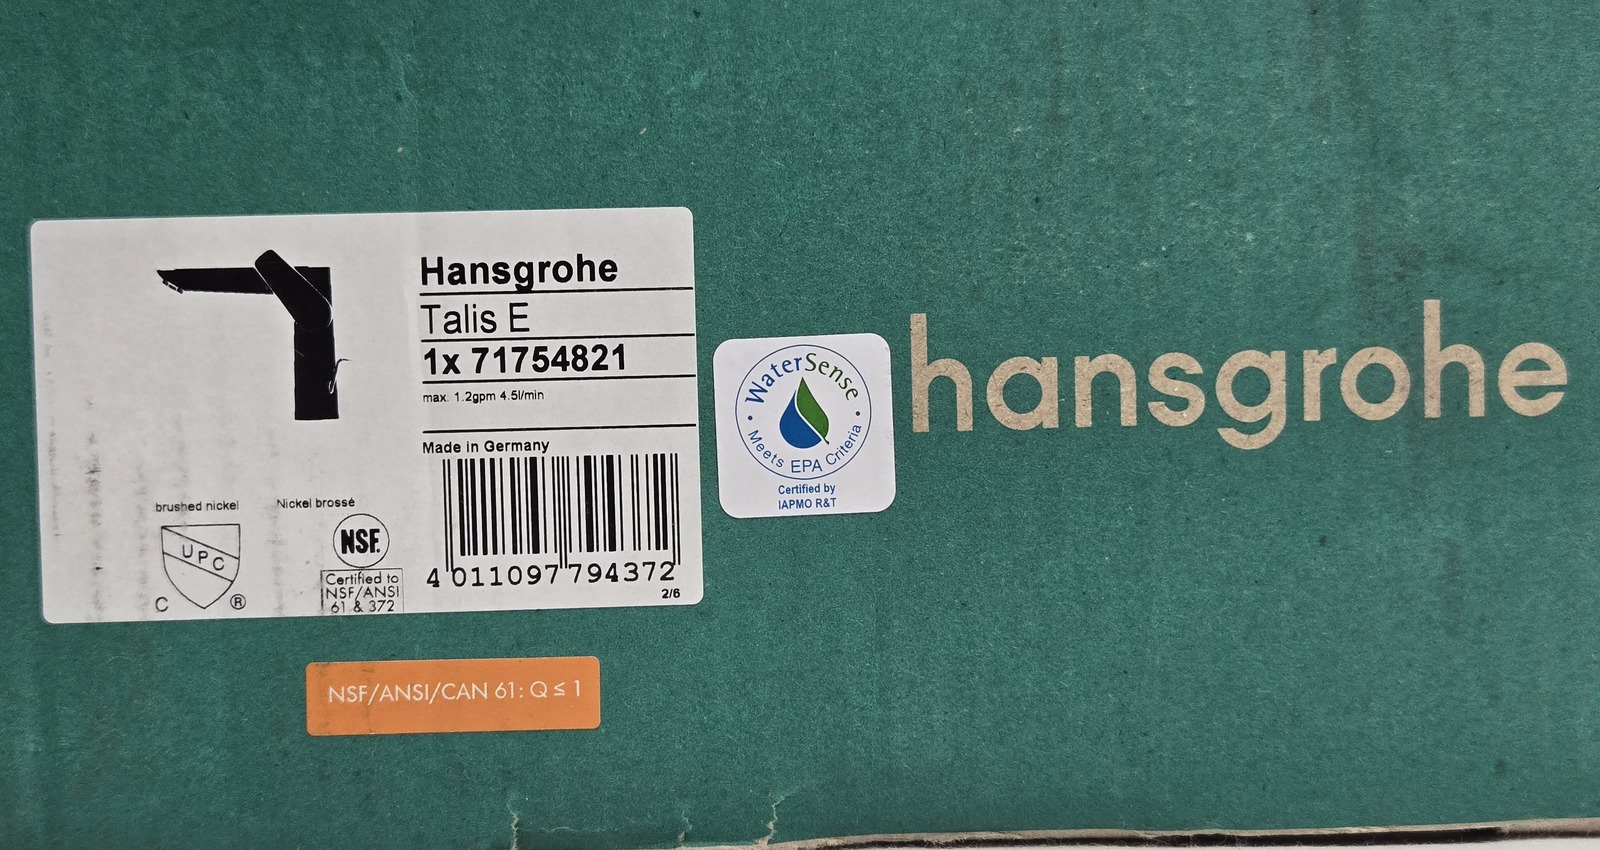 Hansgrohe
Talis E
1x 71754821
max. 1.2gpm 4.5l/min
Made in Germany
4 011097 794372
2/6
brushed nickel
Nickel brossé
UPC
C ®
NSF.
Certified to
NSF/ANSI
61 & 372
WaterSense
Meets EPA Criteria
Certified by
IAPMO R&T
hansgrohe
NSF/ANSI/CAN 61: Q ≤ 1